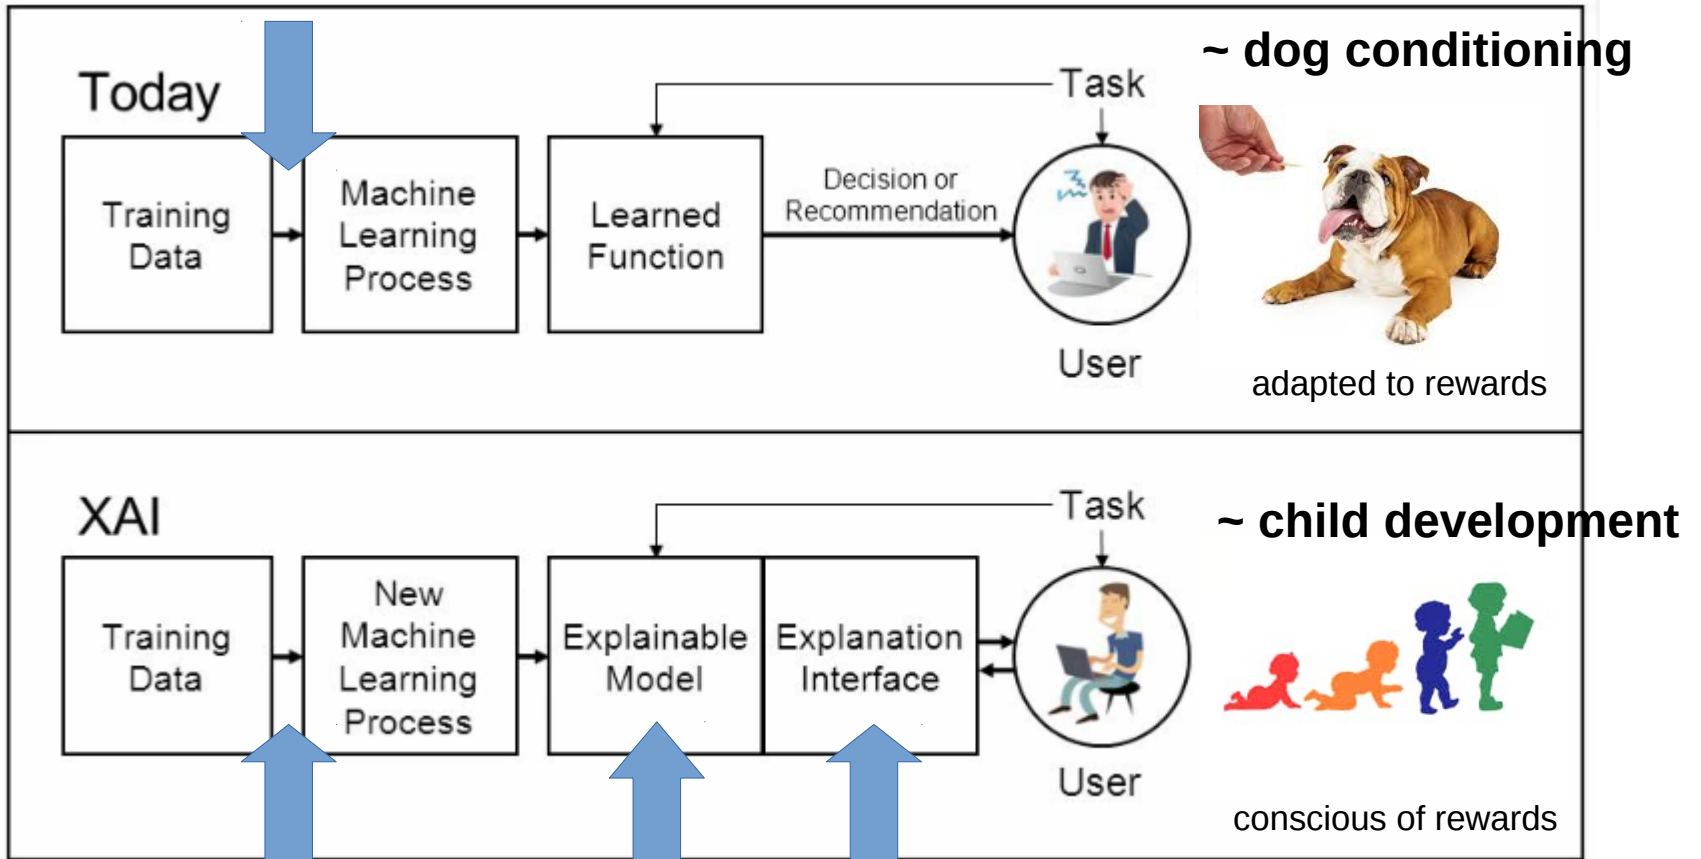 ~ dog conditioning
Today
Task
Training
Data
Machine
Learning
Process
Learned
Function
Decision or
Recommendation
User
adapted to rewards
XAI
Task
~ child development
Training
Data
New
Machine
Learning
Process
Explainable
Model
Explanation
Interface
User
conscious of rewards